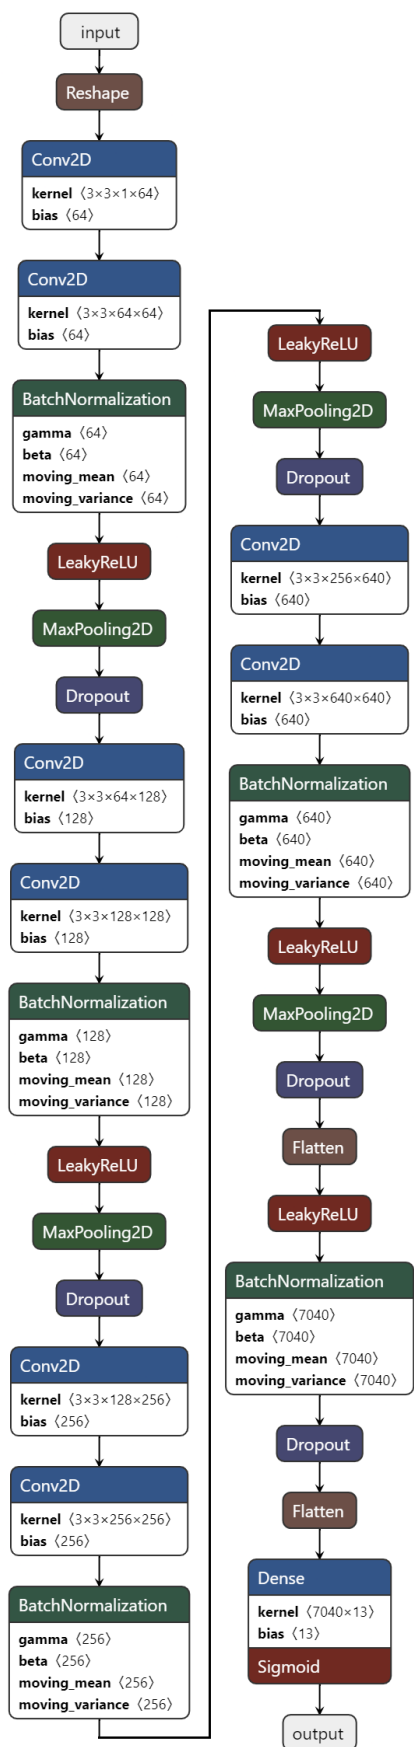 input
Reshape
Conv2D
kernel 〈3×3×1×64〉
bias 〈64〉
Conv2D
kernel 〈3×3×64×64〉
bias 〈64〉
BatchNormalization
gamma 〈64〉
beta 〈64〉
moving_mean 〈64〉
moving_variance 〈64〉
LeakyReLU
MaxPooling2D
Dropout
Conv2D
kernel 〈3×3×64×128〉
bias 〈128〉
Conv2D
kernel 〈3×3×128×128〉
bias 〈128〉
BatchNormalization
gamma 〈128〉
beta 〈128〉
moving_mean 〈128〉
moving_variance 〈128〉
LeakyReLU
MaxPooling2D
Dropout
Conv2D
kernel 〈3×3×128×256〉
bias 〈256〉
Conv2D
kernel 〈3×3×256×256〉
bias 〈256〉
BatchNormalization
gamma 〈256〉
beta 〈256〉
moving_mean 〈256〉
moving_variance 〈256〉
LeakyReLU
MaxPooling2D
Dropout
Conv2D
kernel 〈3×3×256×640〉
bias 〈640〉
Conv2D
kernel 〈3×3×640×640〉
bias 〈640〉
BatchNormalization
gamma 〈640〉
beta 〈640〉
moving_mean 〈640〉
moving_variance 〈640〉
LeakyReLU
MaxPooling2D
Dropout
Flatten
LeakyReLU
BatchNormalization
gamma 〈7040〉
beta 〈7040〉
moving_mean 〈7040〉
moving_variance 〈7040〉
Dropout
Flatten
Dense
kernel 〈7040×13〉
bias 〈13〉
Sigmoid
output